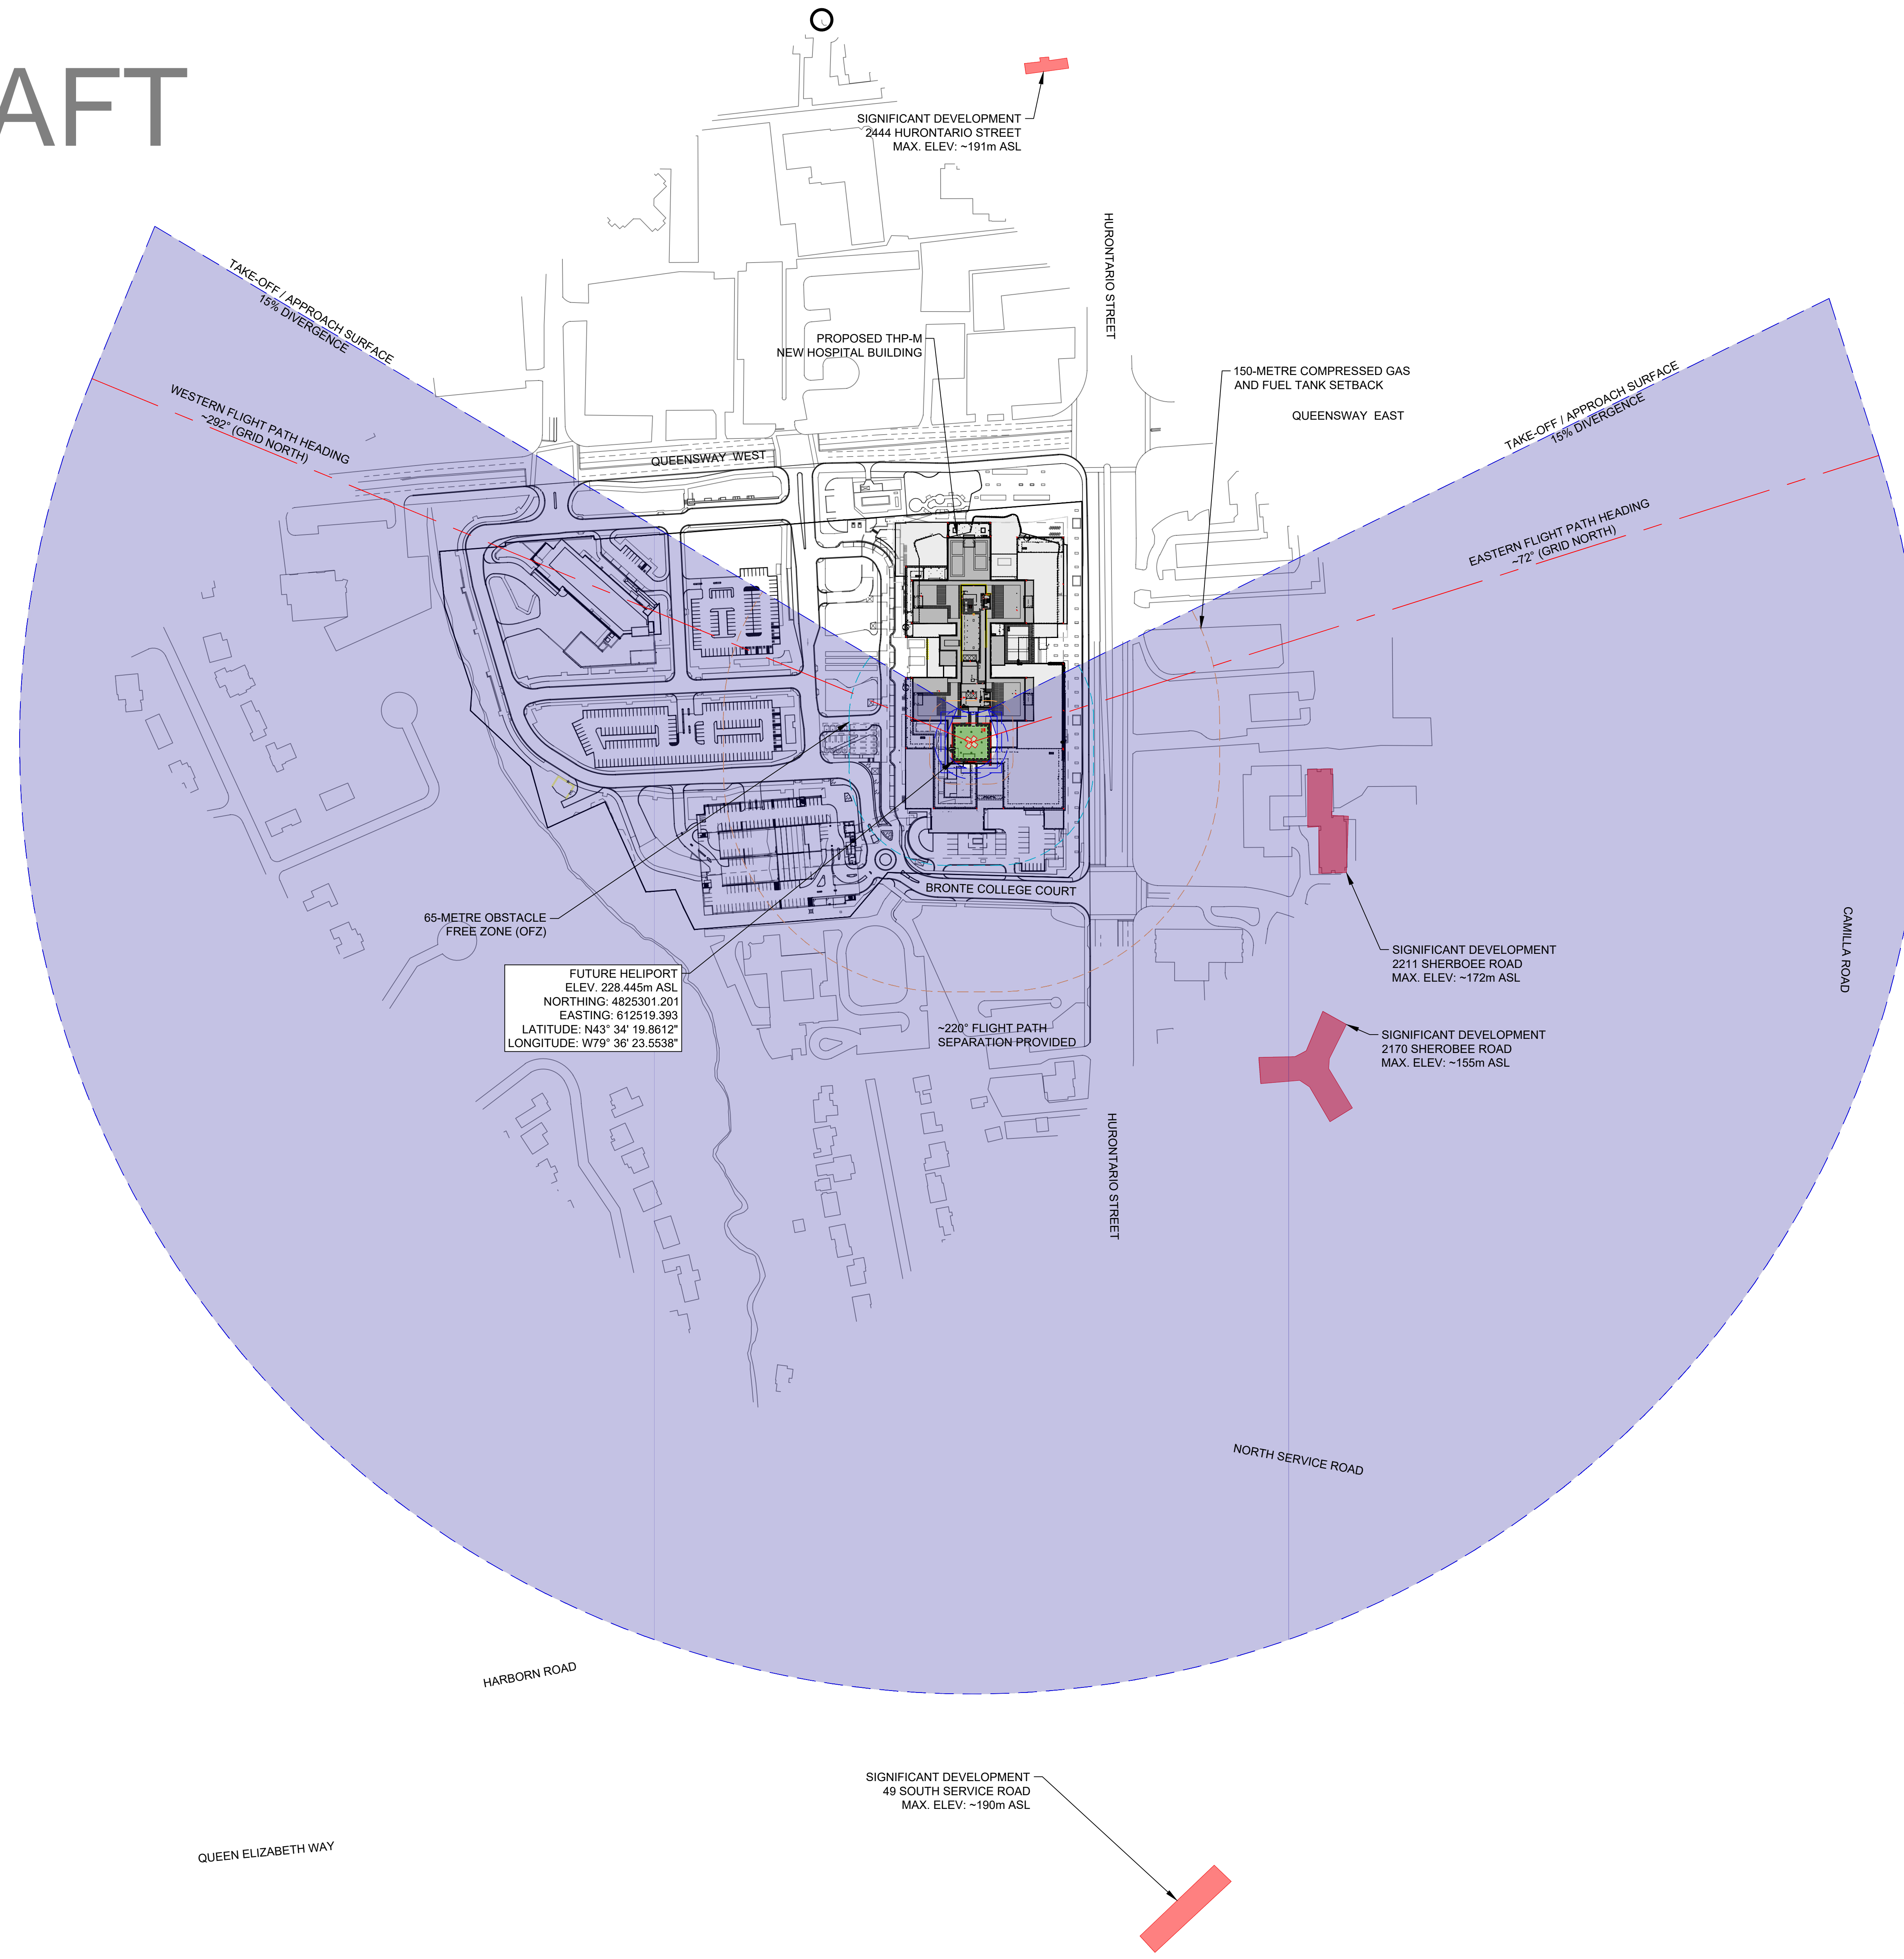 AFT
SIGNIFICANT DEVELOPMENT
2444 HURONTARIO STREET
MAX. ELEV: ~191m ASL
HURONTARIO STREET
TAKE-OFF / APPROACH SURFACE
15% DIVERGENCE
WESTERN FLIGHT PATH HEADING
~292° (GRID NORTH)
PROPOSED THP-M
NEW HOSPITAL BUILDING
150-METRE COMPRESSED GAS
AND FUEL TANK SETBACK
QUEENSWAY EAST
TAKE-OFF / APPROACH SURFACE
15% DIVERGENCE
QUEENSWAY WEST
EASTERN FLIGHT PATH HEADING
~72° (GRID NORTH)
BRONTE COLLEGE COURT
65-METRE OBSTACLE
FREE ZONE (OFZ)
SIGNIFICANT DEVELOPMENT
2211 SHERBOEE ROAD
MAX. ELEV: ~172m ASL
CAMILLA ROAD
FUTURE HELIPORT
ELEV. 228.445m ASL
NORTHING: 4825301.201
EASTING: 612519.393
LATITUDE: N43° 34' 19.8612"
LONGITUDE: W79° 36' 23.5538"
~220° FLIGHT PATH
SEPARATION PROVIDED
SIGNIFICANT DEVELOPMENT
2170 SHEROBEE ROAD
MAX. ELEV: ~155m ASL
HURONTARIO STREET
NORTH SERVICE ROAD
HARBORN ROAD
SIGNIFICANT DEVELOPMENT
49 SOUTH SERVICE ROAD
MAX. ELEV: ~190m ASL
QUEEN ELIZABETH WAY